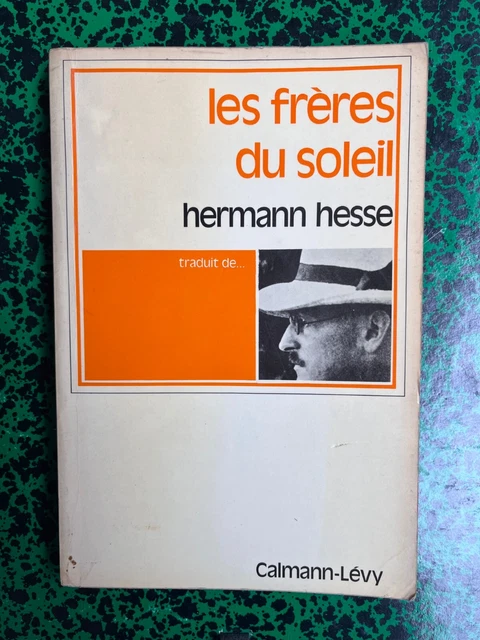 les frères
du soleil
hermann hesse
traduit de...
Calmann-Lévy